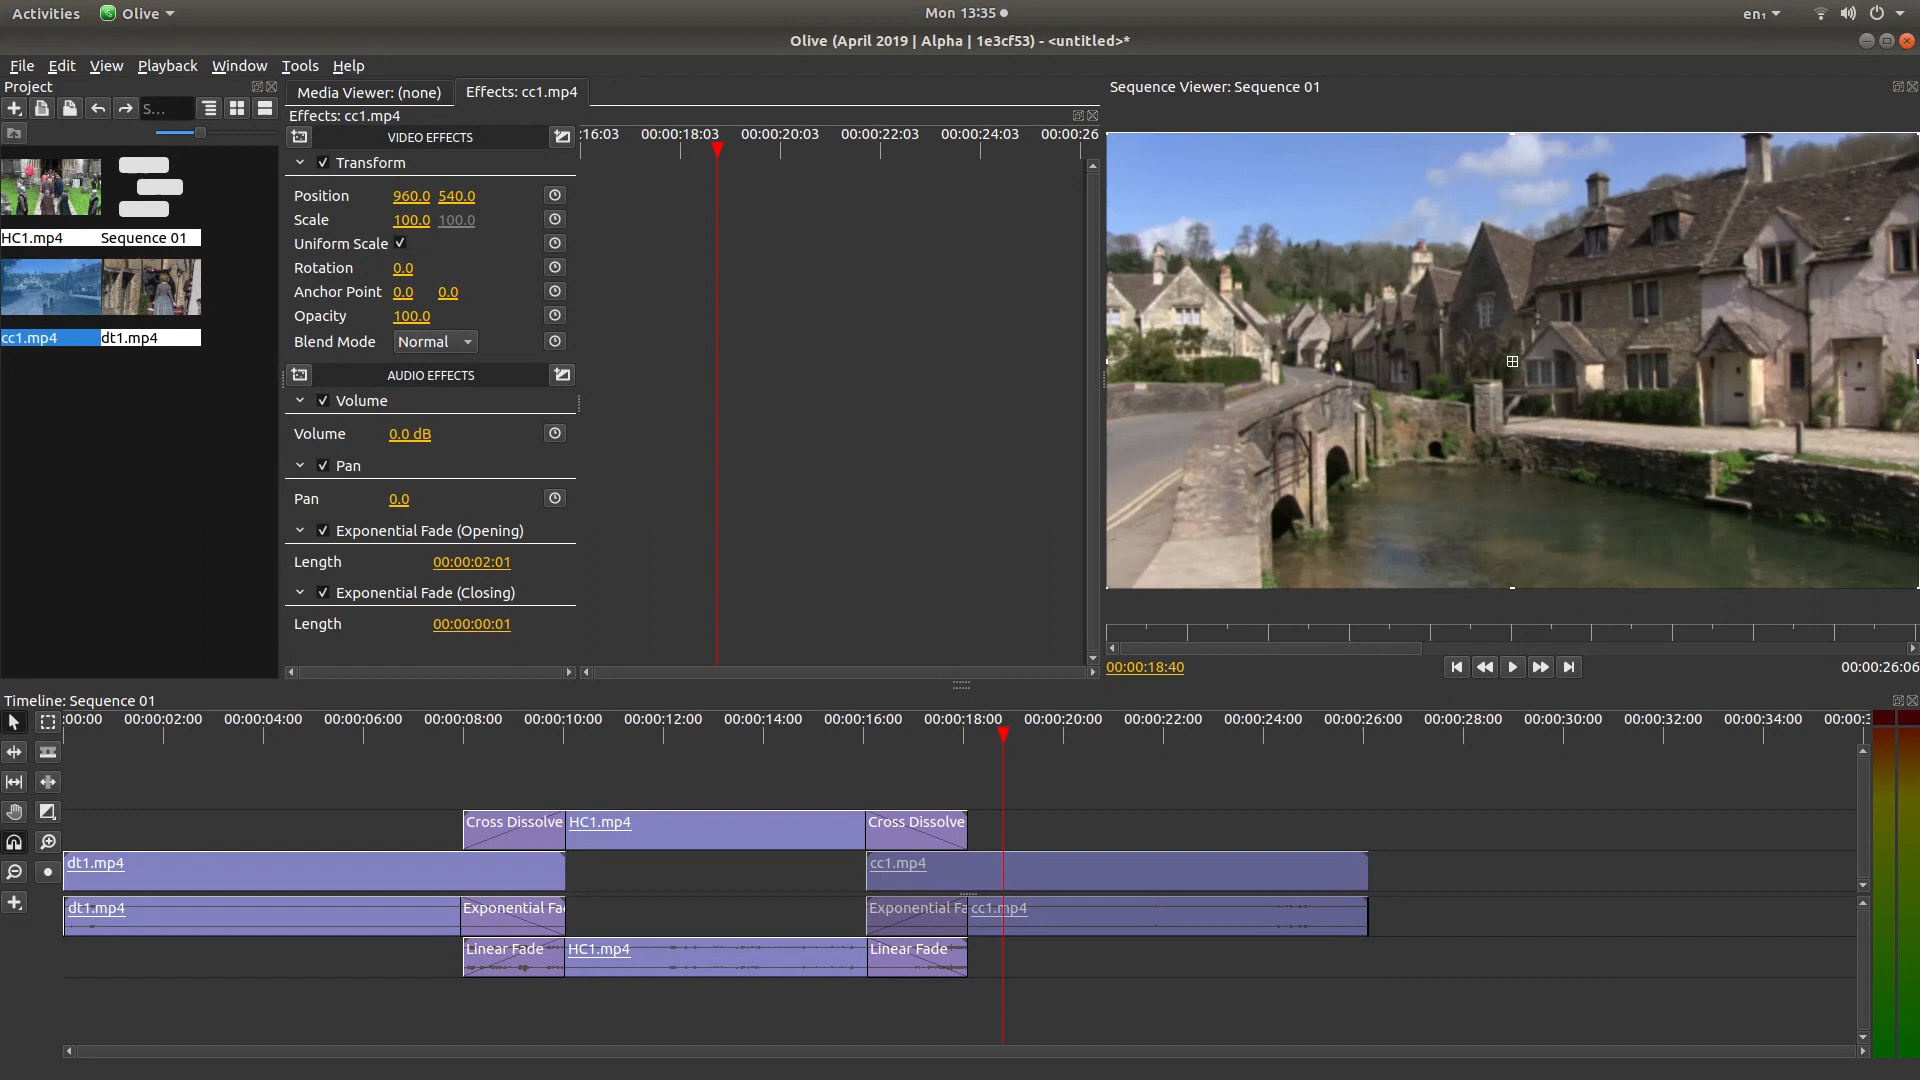 Activities Olive Mon 13:35 en₁
Olive (April 2019 | Alpha | 1e3cf53) - <untitled>*
File Edit View Playback Window Tools Help
Project
S...
HC1.mp4 Sequence 01
cc1.mp4 dt1.mp4
Media Viewer: (none) Effects: cc1.mp4
Effects: cc1.mp4
VIDEO EFFECTS
:16:03 00:00:18:03 00:00:20:03 00:00:22:03 00:00:24:03 00:00:26
Transform
Position 960.0 540.0
Scale 100.0 100.0
Uniform Scale
Rotation 0.0
Anchor Point 0.0 0.0
Opacity 100.0
Blend Mode Normal
AUDIO EFFECTS
Volume
Volume 0.0 dB
Pan
Pan 0.0
Exponential Fade (Opening)
Length 00:00:02:01
Exponential Fade (Closing)
Length 00:00:00:01
Sequence Viewer: Sequence 01
00:00:18:40 00:00:26:06
Timeline: Sequence 01
:00:00 00:00:02:00 00:00:04:00 00:00:06:00 00:00:08:00 00:00:10:00 00:00:12:00 00:00:14:00 00:00:16:00 00:00:18:00 00:00:20:00 00:00:22:00 00:00:24:00 00:00:26:00 00:00:28:00 00:00:30:00 00:00:32:00 00:00:34:00 00:00:3
Cross Dissolve HC1.mp4 Cross Dissolve
dt1.mp4 cc1.mp4
dt1.mp4 Exponential Fa Exponential Fa cc1.mp4
Linear Fade HC1.mp4 Linear Fade